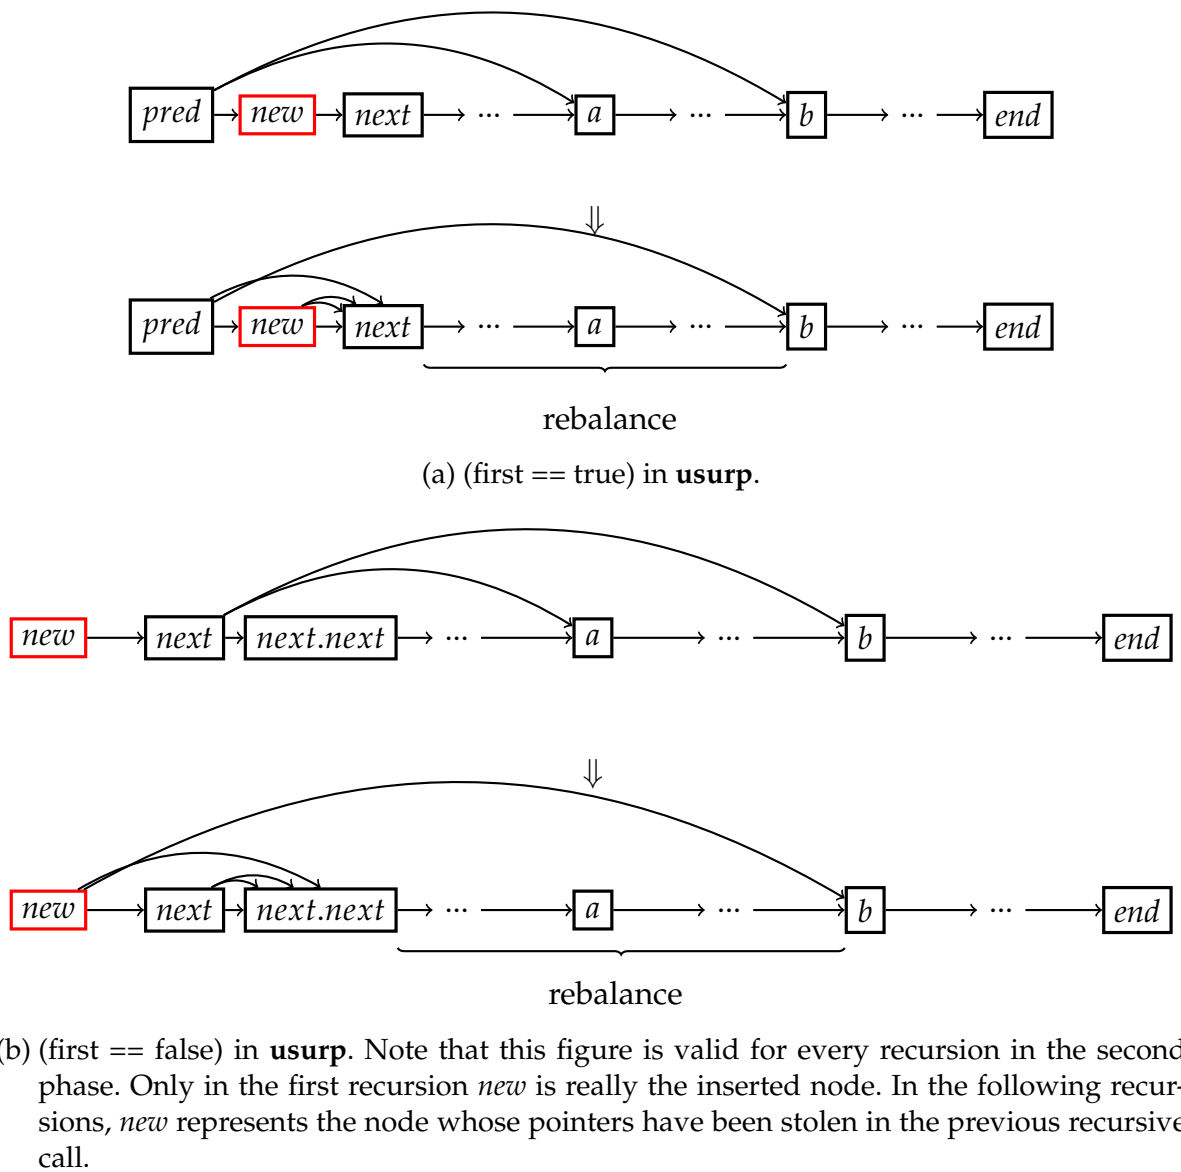 pred new next ... a ... b ... end
⇓
pred new next ... a ... b ... end
rebalance
(a) (first == true) in usurp.
new next next.next ... a ... b ... end
⇓
new next next.next ... a ... b ... end
rebalance
b) (first == false) in usurp. Note that this figure is valid for every recursion in the second
phase. Only in the first recursion new is really the inserted node. In the following recur-
sions, new represents the node whose pointers have been stolen in the previous recursive
call.